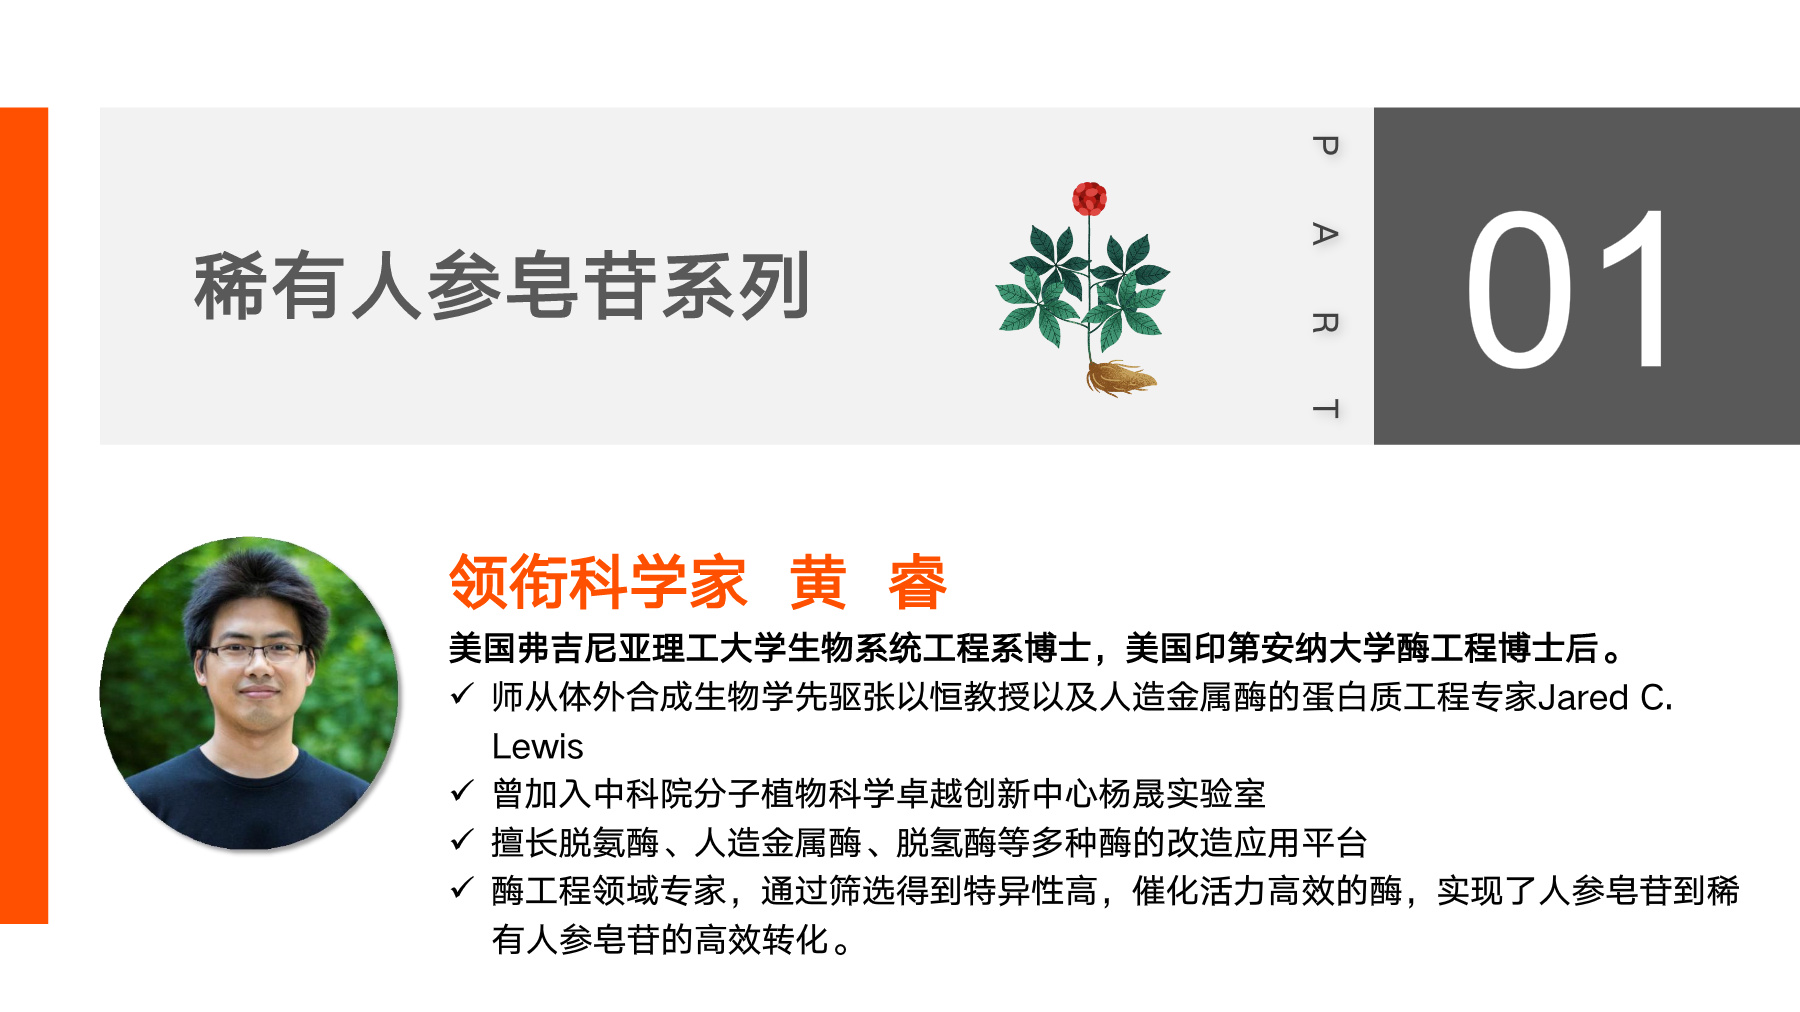 稀有人参皂苷系列
PART
01
领衔科学家 黄 睿
美国弗吉尼亚理工大学生物系统工程系博士，美国印第安纳大学酶工程博士后。
✓ 师从体外合成生物学先驱张以恒教授以及人造金属酶的蛋白质工程专家Jared C.
Lewis
✓ 曾加入中科院分子植物科学卓越创新中心杨晟实验室
✓ 擅长脱氨酶、人造金属酶、脱氢酶等多种酶的改造应用平台
✓ 酶工程领域专家，通过筛选得到特异性高，催化活力高效的酶，实现了人参皂苷到稀
有人参皂苷的高效转化。